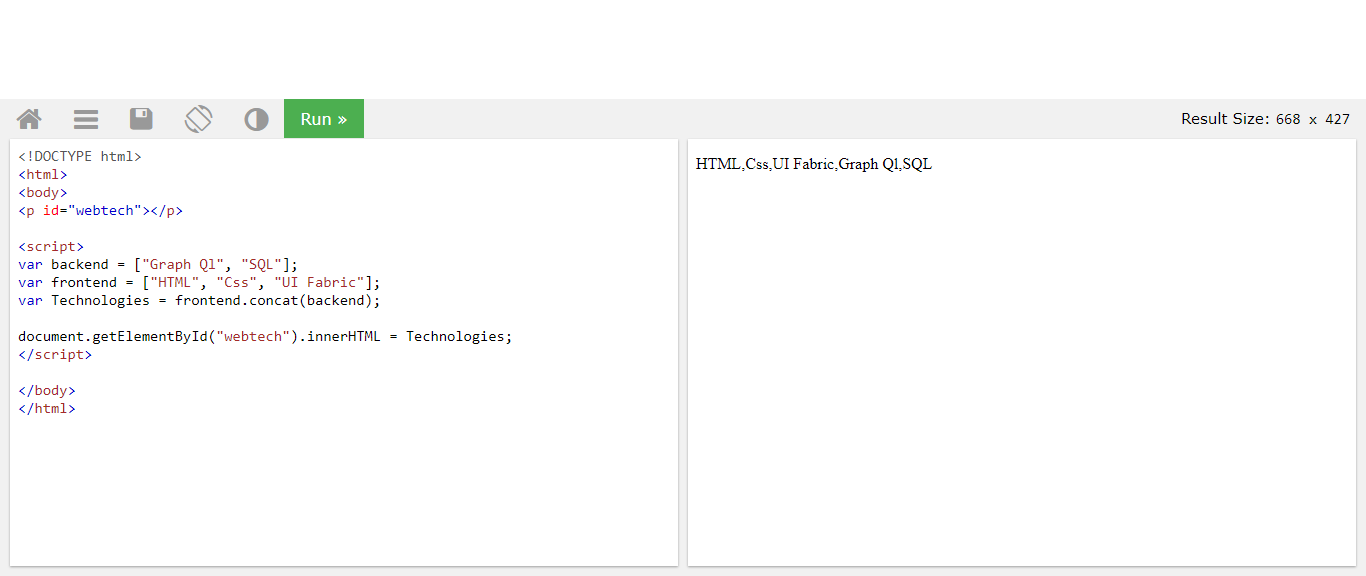 Run »
Result Size: 668 x 427
<!DOCTYPE html>
<html>
<body>
<p id="webtech"></p>
<script>
var backend = ["Graph Ql", "SQL"];
var frontend = ["HTML", "Css", "UI Fabric"];
var Technologies = frontend.concat(backend);
document.getElementById("webtech").innerHTML = Technologies;
</script>
</body>
</html>
HTML,Css,UI Fabric,Graph Ql,SQL